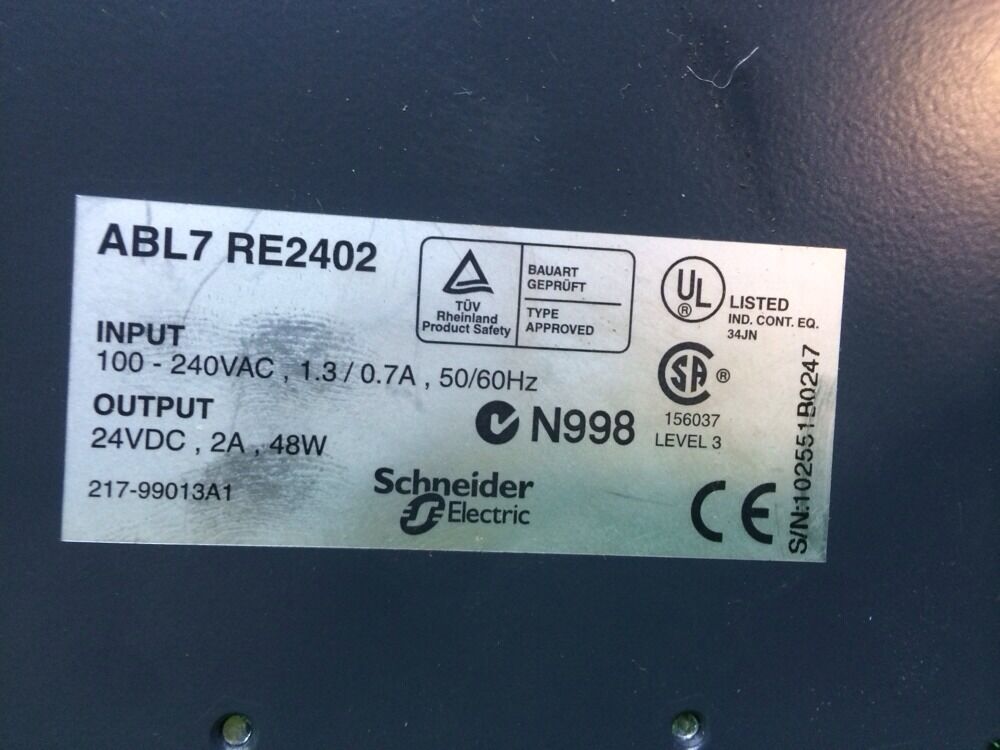 ABL7 RE2402
INPUT
100 - 240VAC , 1.3 / 0.7A , 50/60Hz
OUTPUT
24VDC , 2A , 48W
217-99013A1
TÜV
Rheinland
Product Safety
BAUART
GEPRÜFT
TYPE
APPROVED
UL
®
LISTED
IND. CONT. EQ.
34JN
SA ®
156037
LEVEL 3
N998
Schneider
Electric
CE
S/N:102551B0247